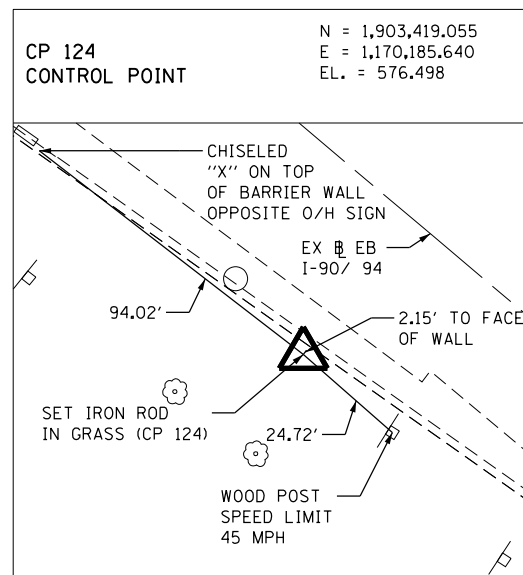 CP 124
CONTROL POINT
N = 1,903,419.055
E = 1,170,185.640
EL. = 576.498
CHISELED
"X" ON TOP
OF BARRIER WALL
OPPOSITE O/H SIGN
EX BL EB
I-90/ 94
94.02'
2.15' TO FACE
OF WALL
SET IRON ROD
IN GRASS (CP 124)
24.72'
WOOD POST
SPEED LIMIT
45 MPH